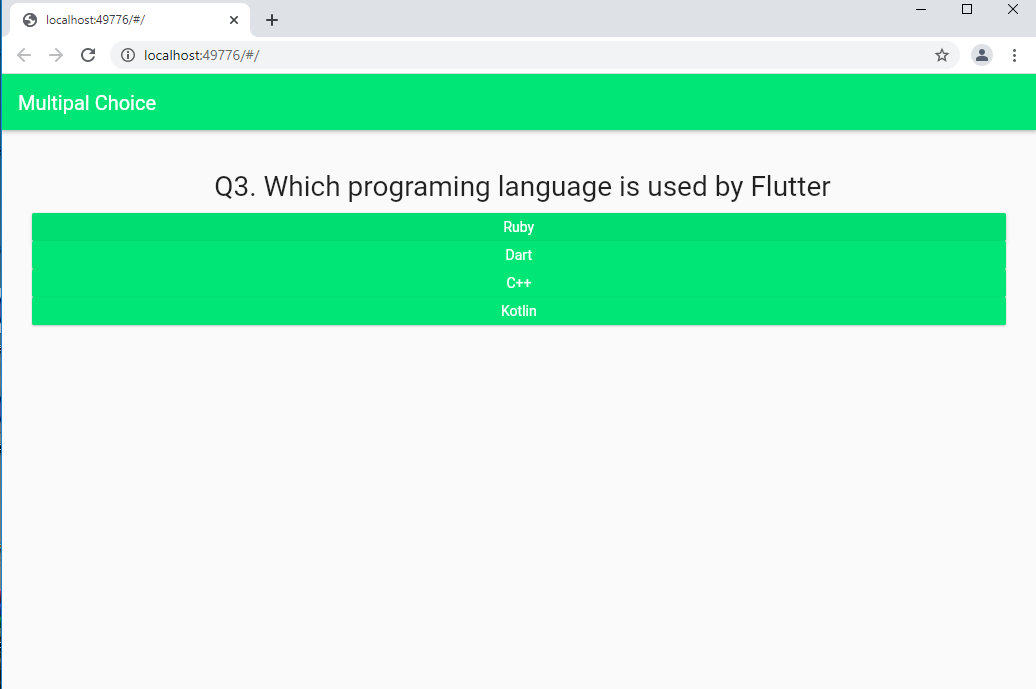 localhost:49776/#/
localhost:49776/#/
Multipal Choice
Q3. Which programing language is used by Flutter
Ruby
Dart
C++
Kotlin